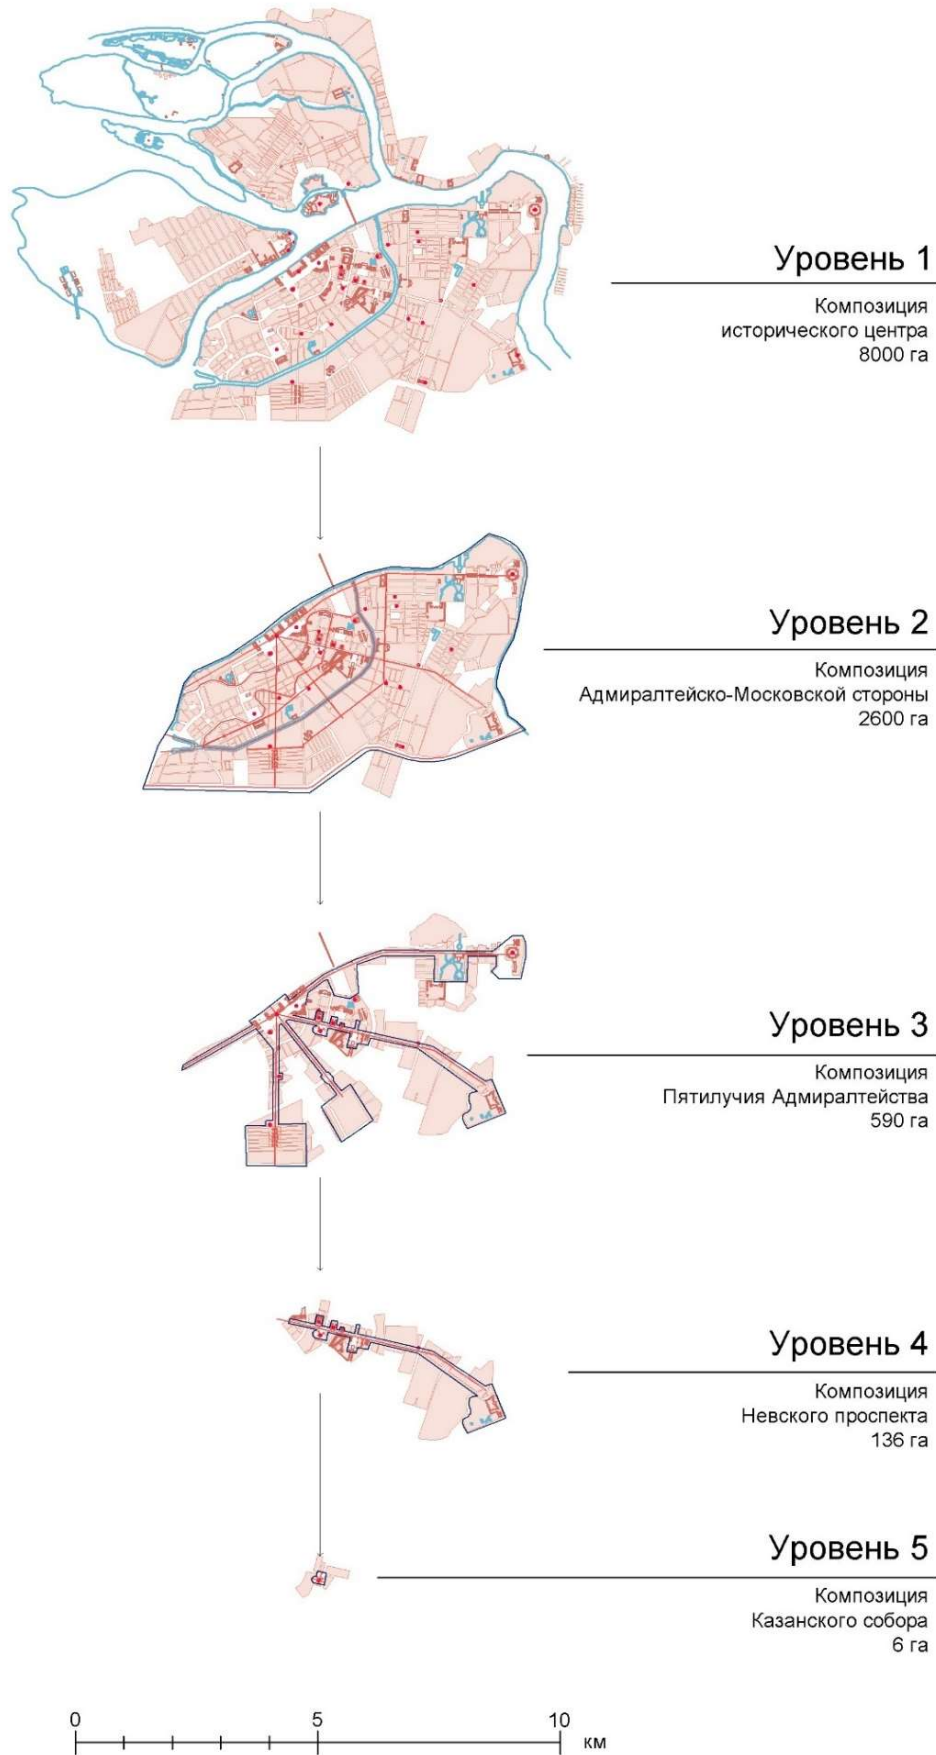 Уровень 1
Композиция
исторического центра
8000 га
Уровень 2
Композиция
Адмиралтейско-Московской стороны
2600 га
Уровень 3
Композиция
Пятилучия Адмиралтейства
590 га
Уровень 4
Композиция
Невского проспекта
136 га
Уровень 5
Композиция
Казанского собора
6 га
0 5 10
км